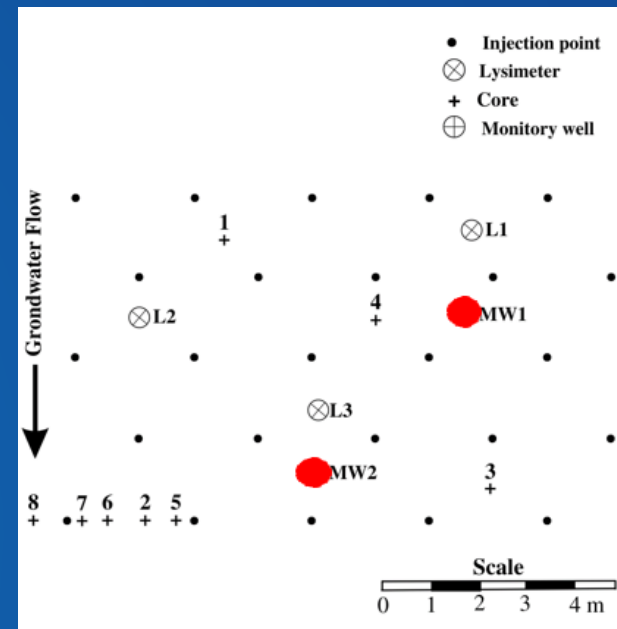 Injection point
Lysimeter
Core
Monitory well
Grondwater Flow
1
L1
4
L2
MW1
L3
MW2
3
8 7 6 2 5
Scale
0 1 2 3 4 m